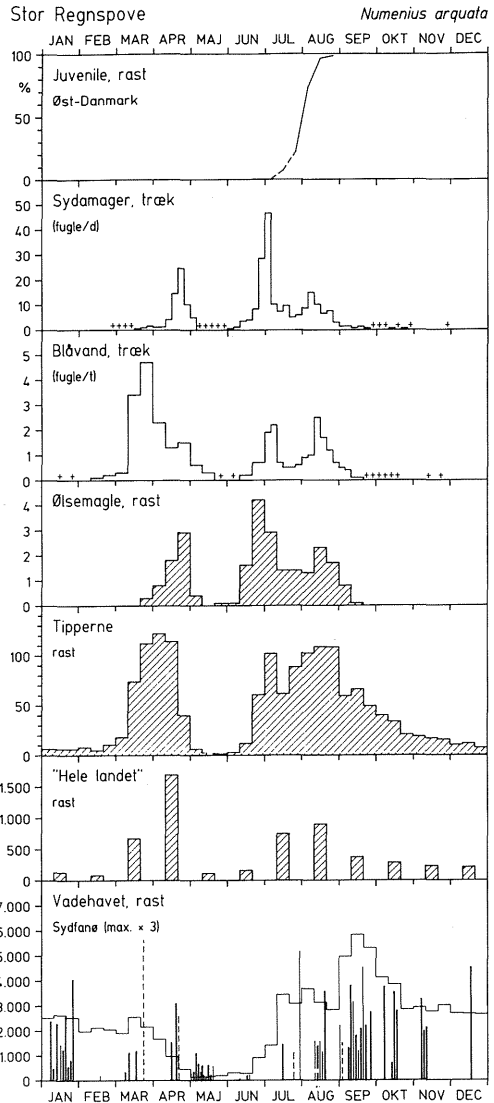 Stor Regnspove Numenius arquata
JAN FEB MAR APR MAJ JUN JUL AUG SEP OKT NOV DEC
100
%
50
0
Juvenile, rast
Øst-Danmark
50
40
30
20
10
0
Sydamager, træk
(fugle/d)
5
4
3
2
1
0
Blåvand, træk
(fugle/t)
4
3
2
1
0
Ølsemagle, rast
100
50
0
Tipperne
rast
1.500
1.000
500
0
"Hele landet"
rast
7.000
6.000
5.000
4.000
3.000
2.000
1.000
0
Vadehavet, rast
Sydfanø (max. × 3)
JAN FEB MAR APR MAJ JUN JUL AUG SEP OKT NOV DEC